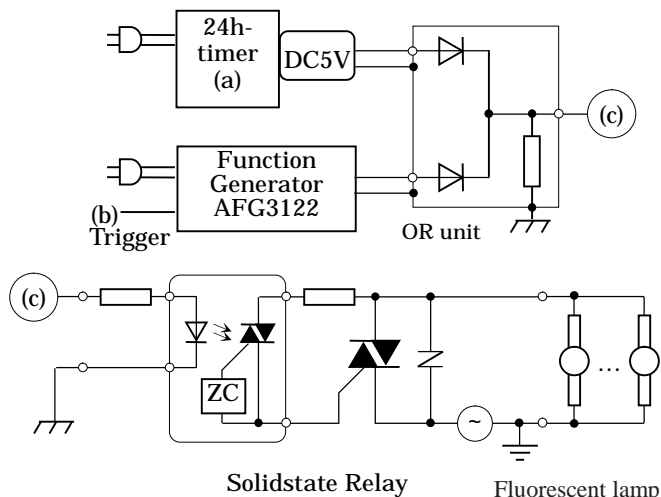 24h-
timer
(a)
DC5V
(c)
Function
Generator
AFG3122
(b)
Trigger
OR unit
(c)
ZC
...
~
Solidstate Relay
Fluorescent lamp